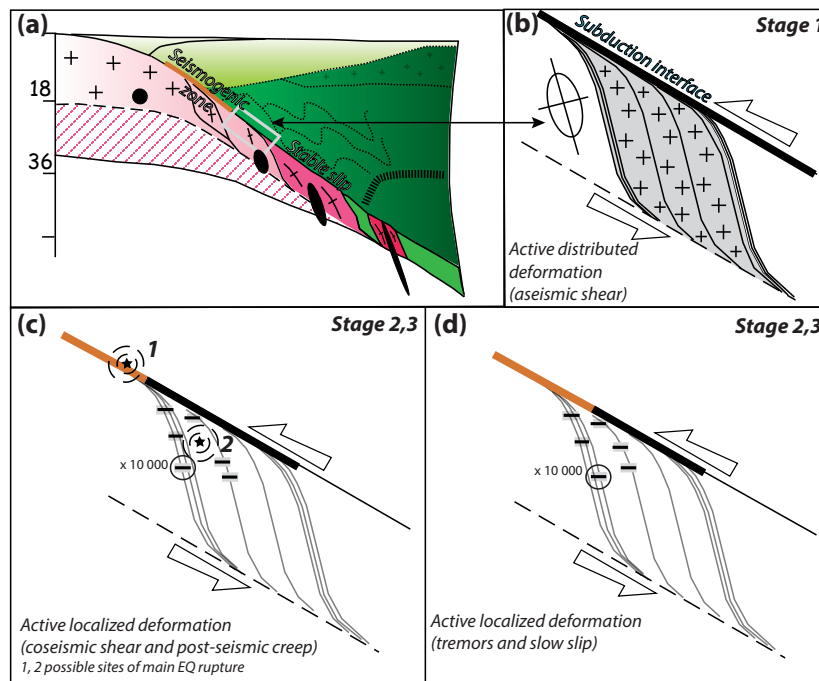 (a)
18
36
Seismogenic
zone
Stable slip
(b)
Stage 1
Subduction interface
Active distributed
deformation
(aseismic shear)
(c)
Stage 2,3
1
2
x 10 000
Active localized deformation
(coseismic shear and post-seismic creep)
1, 2 possible sites of main EQ rupture
(d)
Stage 2,3
x 10 000
Active localized deformation
(tremors and slow slip)